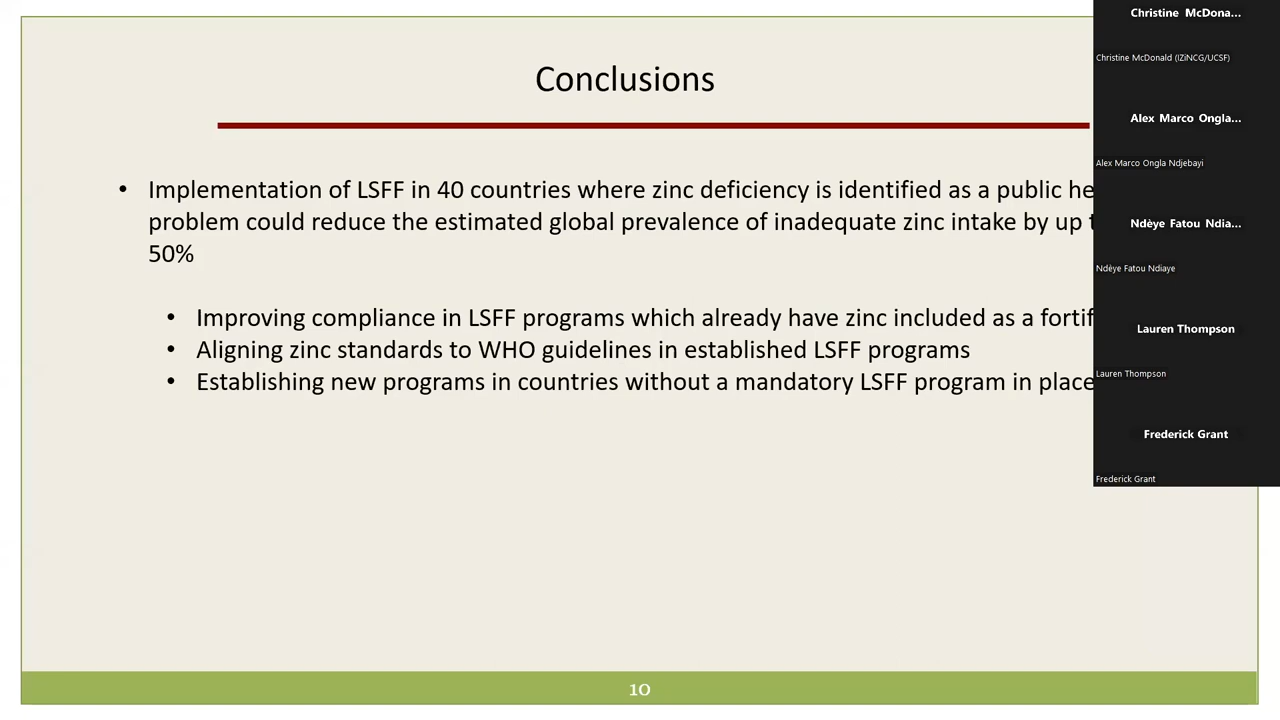 Conclusions
• Implementation of LSFF in 40 countries where zinc deficiency is identified as a public
problem could reduce the estimated global prevalence of inadequate zinc intake by up
50%
• Improving compliance in LSFF programs which already have zinc included as a
• Aligning zinc standards to WHO guidelines in established LSFF programs
• Establishing new programs in countries without a mandatory LSFF program in place
10
Christine McDona...
Christine McDonald (IZiNCG/UCSF)
Alex Marco Ongla...
Alex Marco Ongla Ndjebayi
Ndèye Fatou Ndia...
Ndèye Fatou Ndiaye
Lauren Thompson
Lauren Thompson
Frederick Grant
Frederick Grant